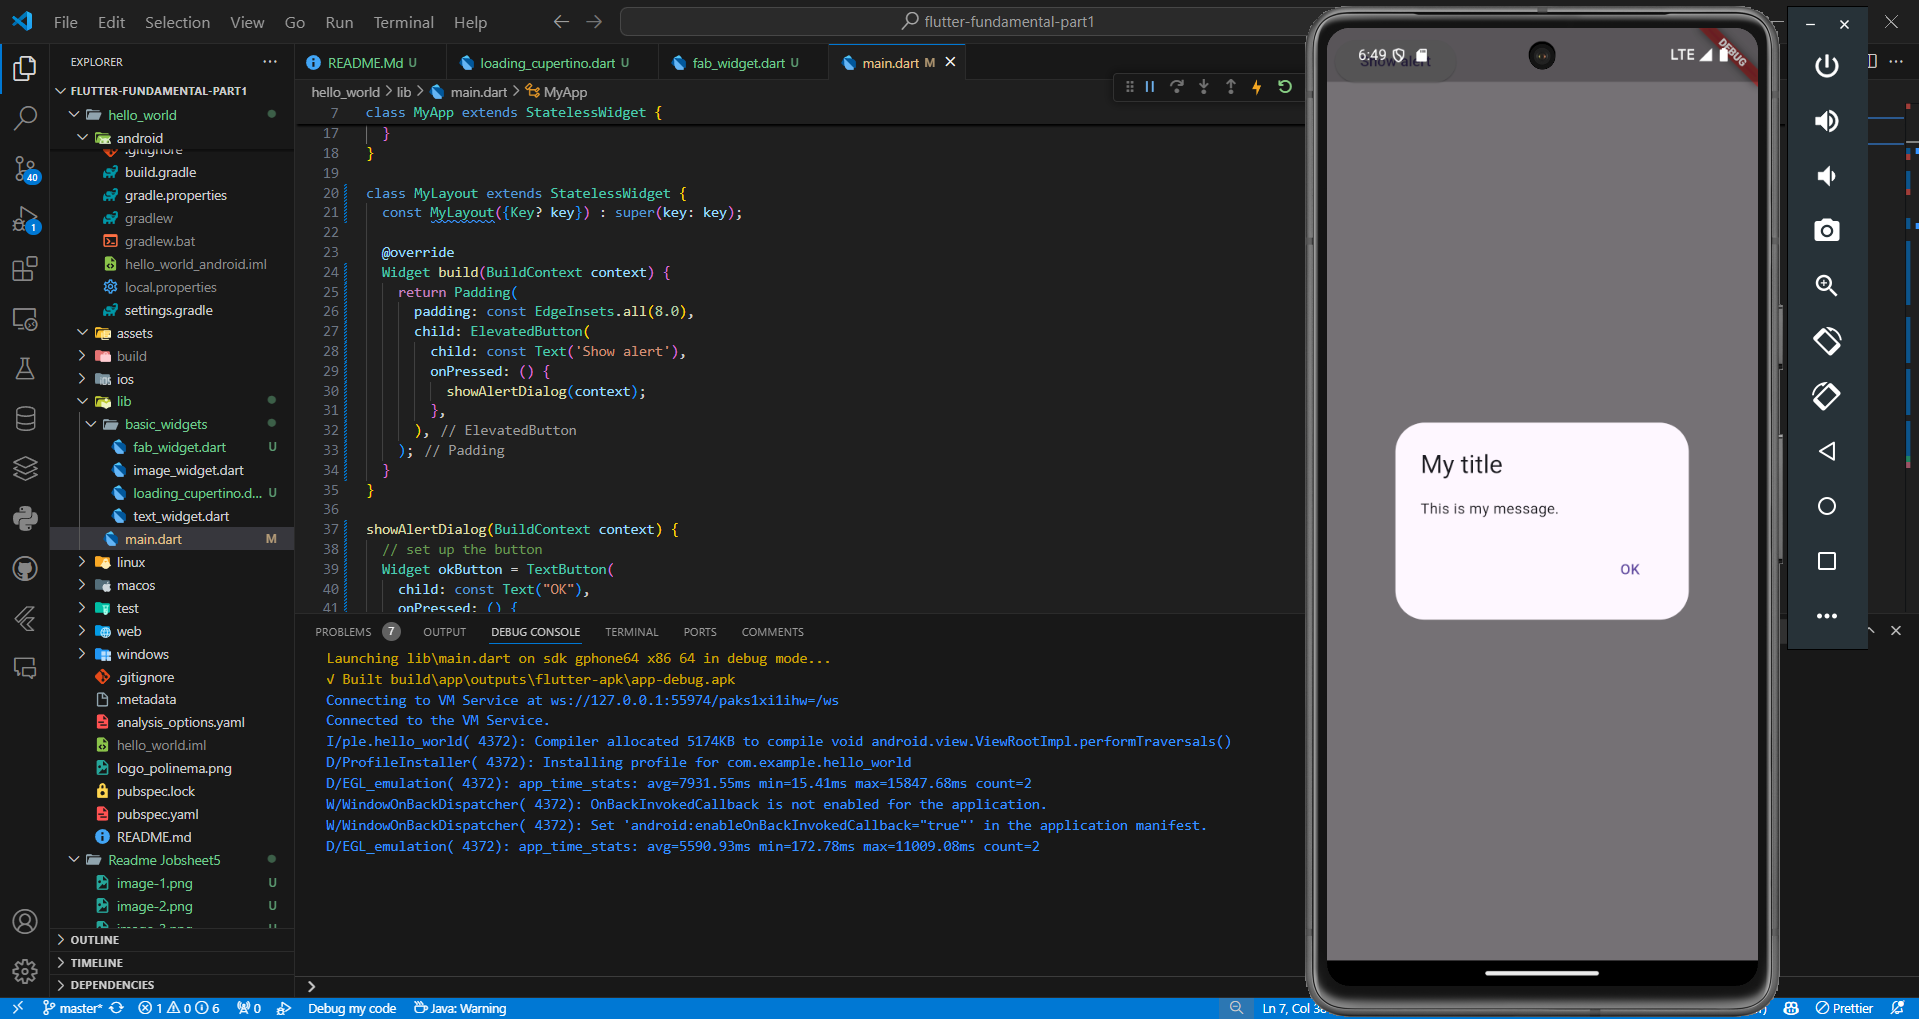 File Edit Selection View Go Run Terminal Help
flutter-fundamental-part1
EXPLORER
FLUTTER-FUNDAMENTAL-PART1
hello_world
android
.gitignore
build.gradle
gradle.properties
gradlew
gradlew.bat
hello_world_android.iml
local.properties
settings.gradle
assets
build
ios
lib
basic_widgets
fab_widget.dart U
image_widget.dart
loading_cupertino.d... U
text_widget.dart
main.dart M
linux
macos
test
web
windows
.gitignore
.metadata
analysis_options.yaml
hello_world.iml
logo_polinema.png
pubspec.lock
pubspec.yaml
README.md
Readme Jobsheet5
image-1.png U
image-2.png U
OUTLINE
TIMELINE
DEPENDENCIES
40
1
README.Md U loading_cupertino.dart U fab_widget.dart U main.dart M
hello_world > lib > main.dart > MyApp
7 class MyApp extends StatelessWidget {
17 }
18 }
19
20 class MyLayout extends StatelessWidget {
21 const MyLayout({Key? key}) : super(key: key);
22
23 @override
24 Widget build(BuildContext context) {
25 return Padding(
26 padding: const EdgeInsets.all(8.0),
27 child: ElevatedButton(
28 child: const Text('Show alert'),
29 onPressed: () {
30 showAlertDialog(context);
31 },
32 ), // ElevatedButton
33 ); // Padding
34 }
35 }
36
37 showAlertDialog(BuildContext context) {
38 // set up the button
39 Widget okButton = TextButton(
40 child: const Text("OK"),
41 onPressed: () {
PROBLEMS 7 OUTPUT DEBUG CONSOLE TERMINAL PORTS COMMENTS
Launching lib\main.dart on sdk gphone64 x86 64 in debug mode...
√ Built build\app\outputs\flutter-apk\app-debug.apk
Connecting to VM Service at ws://127.0.0.1:55974/paks1xi1ihw=/ws
Connected to the VM Service.
I/ple.hello_world( 4372): Compiler allocated 5174KB to compile void android.view.ViewRootImpl.performTraversals()
D/ProfileInstaller( 4372): Installing profile for com.example.hello_world
D/EGL_emulation( 4372): app_time_stats: avg=7931.55ms min=15.41ms max=15847.68ms count=2
W/WindowOnBackDispatcher( 4372): OnBackInvokedCallback is not enabled for the application.
W/WindowOnBackDispatcher( 4372): Set 'android:enableOnBackInvokedCallback="true"' in the application manifest.
D/EGL_emulation( 4372): app_time_stats: avg=5590.93ms min=172.78ms max=11009.08ms count=2
6:49 LTE
Show alert
DEBUG
My title
This is my message.
OK
master* 1 0 6 0 Debug my code Java: Warning Ln 7, Col Prettier